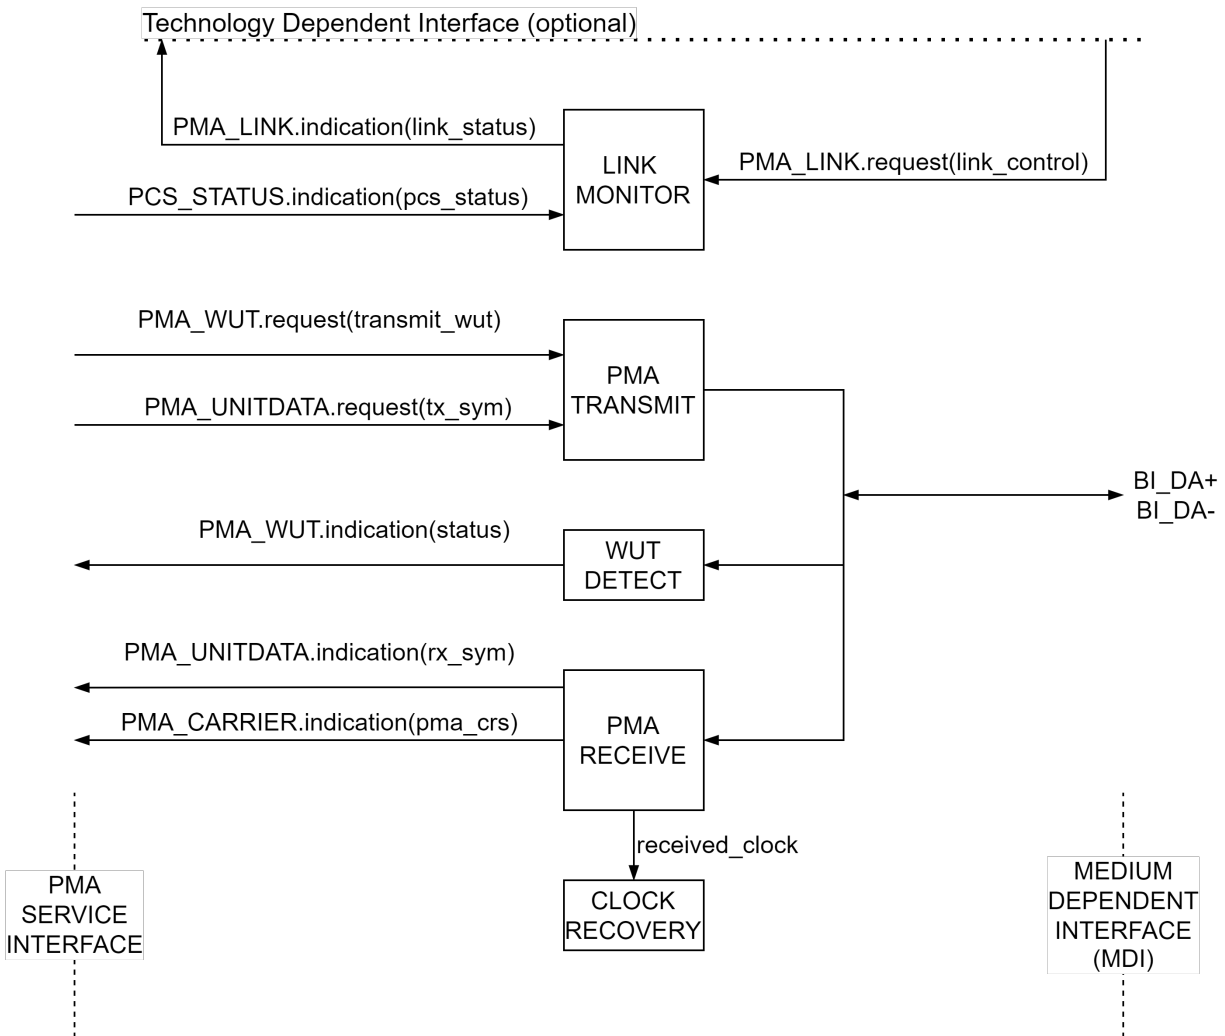 Technology Dependent Interface (optional)
PMA_LINK.indication(link_status)
LINK
MONITOR
PMA_LINK.request(link_control)
PCS_STATUS.indication(pcs_status)
PMA_WUT.request(transmit_wut)
PMA
TRANSMIT
PMA_UNITDATA.request(tx_sym)
BI_DA+
BI_DA-
PMA_WUT.indication(status)
WUT
DETECT
PMA_UNITDATA.indication(rx_sym)
PMA_CARRIER.indication(pma_crs)
PMA
RECEIVE
received_clock
CLOCK
RECOVERY
PMA
SERVICE
INTERFACE
MEDIUM
DEPENDENT
INTERFACE
(MDI)